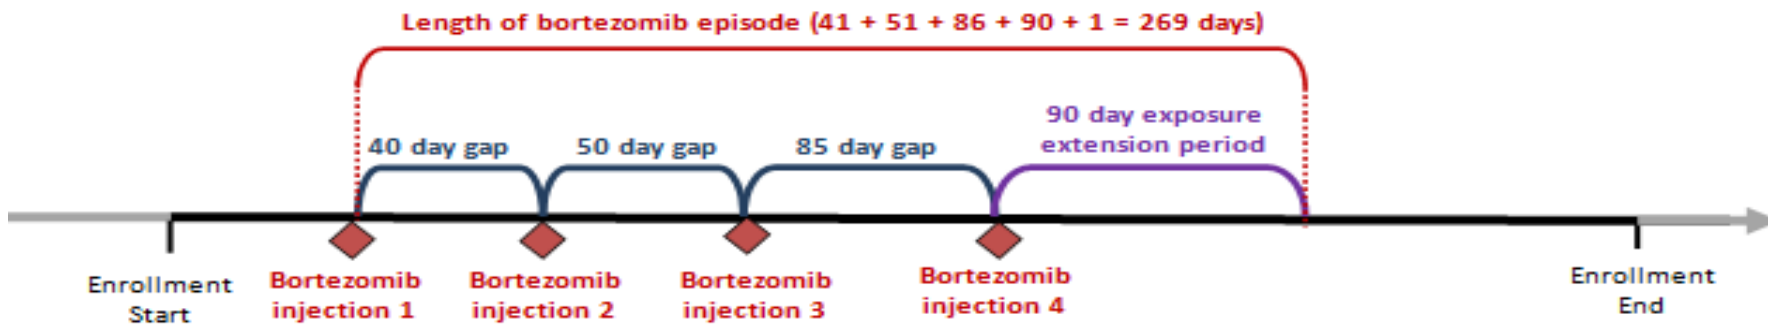 Length of bortezomib episode (41 + 51 + 86 + 90 + 1 = 269 days)
90 day exposure
extension period
40 day gap
50 day gap
85 day gap
Enrollment
Start
Bortezomib
injection 1
Bortezomib
injection 2
Bortezomib
injection 3
Bortezomib
injection 4
Enrollment
End